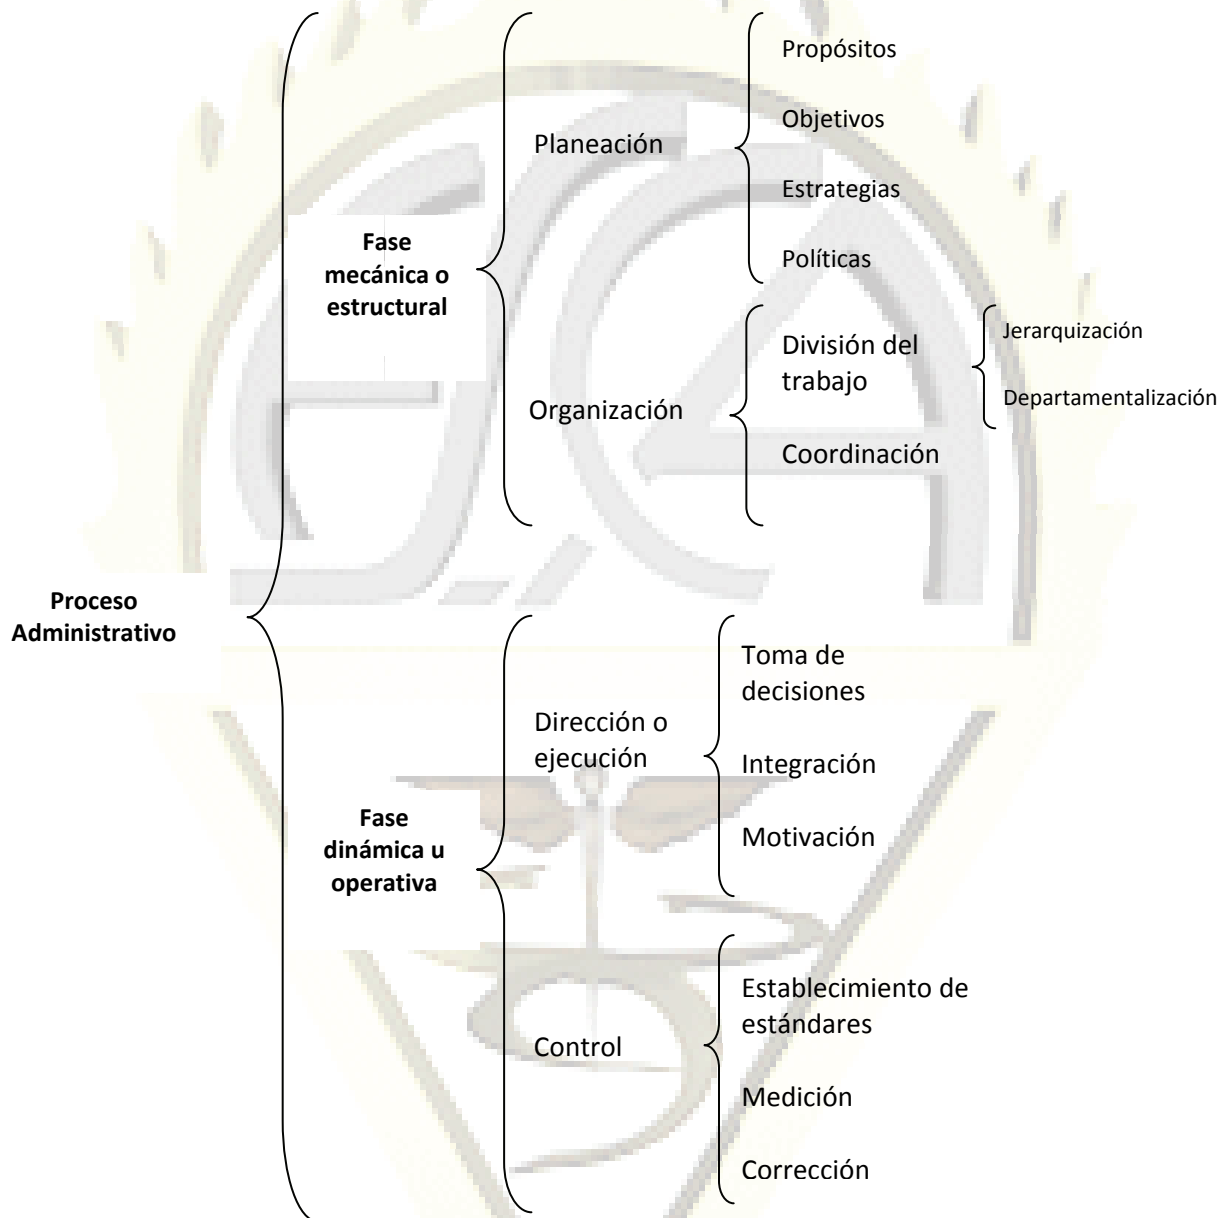 Proceso
Administrativo
Fase
mecánica o
estructural
Planeación
Propósitos
Objetivos
Estrategias
Políticas
Organización
División del
trabajo
Jerarquización
Departamentalización
Coordinación
Fase
dinámica u
operativa
Dirección o
ejecución
Toma de
decisiones
Integración
Motivación
Control
Establecimiento de
estándares
Medición
Corrección